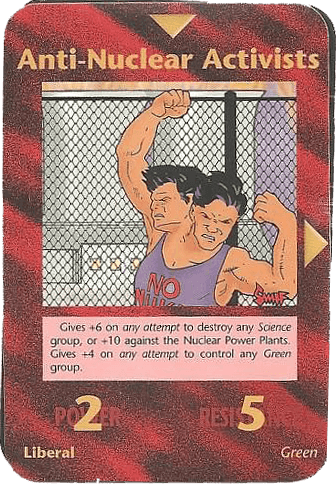 Anti-Nuclear Activists
NO
Gives +6 on any attempt to destroy any Science
group, or +10 against the Nuclear Power Plants.
Gives +4 on any attempt to control any Green
group.
POWER
2
RESISTANCE
5
Liberal
Green